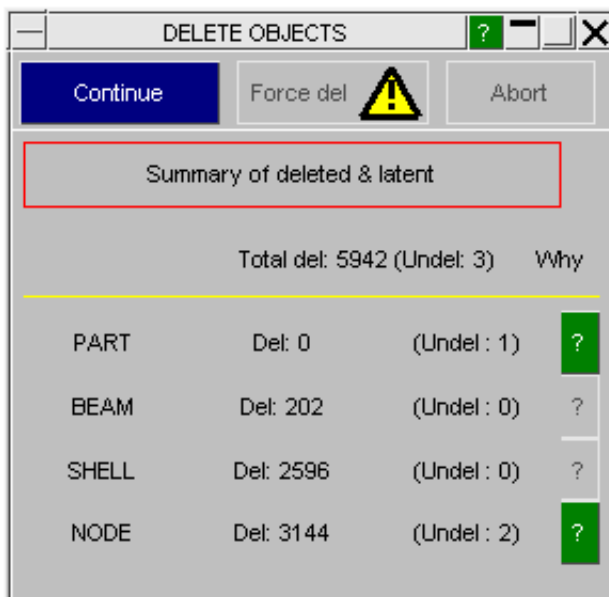 DELETE OBJECTS ?
Continue Force del Abort
Summary of deleted & latent
Total del: 5942 (Undel: 3) Why
PART Del: 0 (Undel : 1) ?
BEAM Del: 202 (Undel : 0) ?
SHELL Del: 2596 (Undel : 0) ?
NODE Del: 3144 (Undel : 2) ?